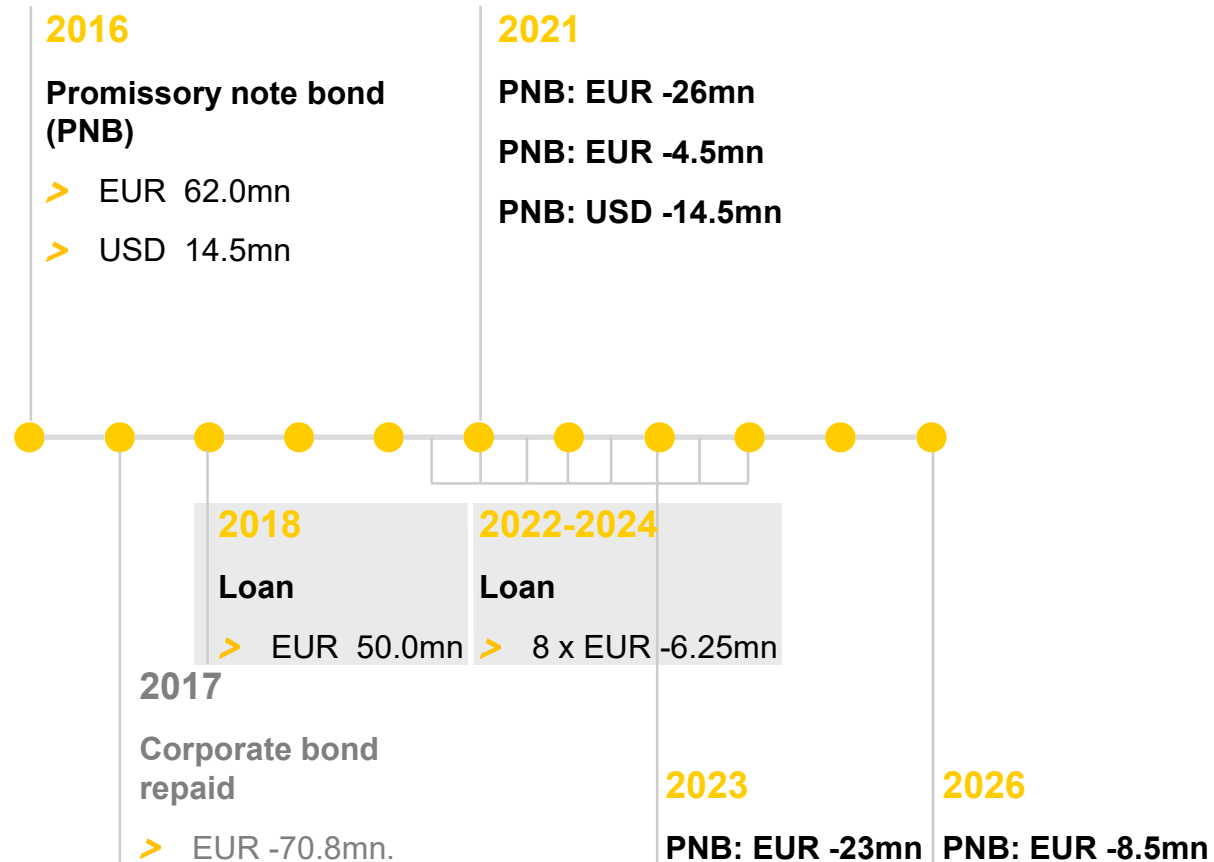 2016
Promissory note bond
(PNB)
> EUR 62.0mn
> USD 14.5mn
2021
PNB: EUR -26mn
PNB: EUR -4.5mn
PNB: USD -14.5mn
2018
Loan
> EUR 50.0mn
2022-2024
Loan
> 8 x EUR -6.25mn
2017
Corporate bond
repaid
> EUR -70.8mn.
2023
PNB: EUR -23mn
2026
PNB: EUR -8.5mn